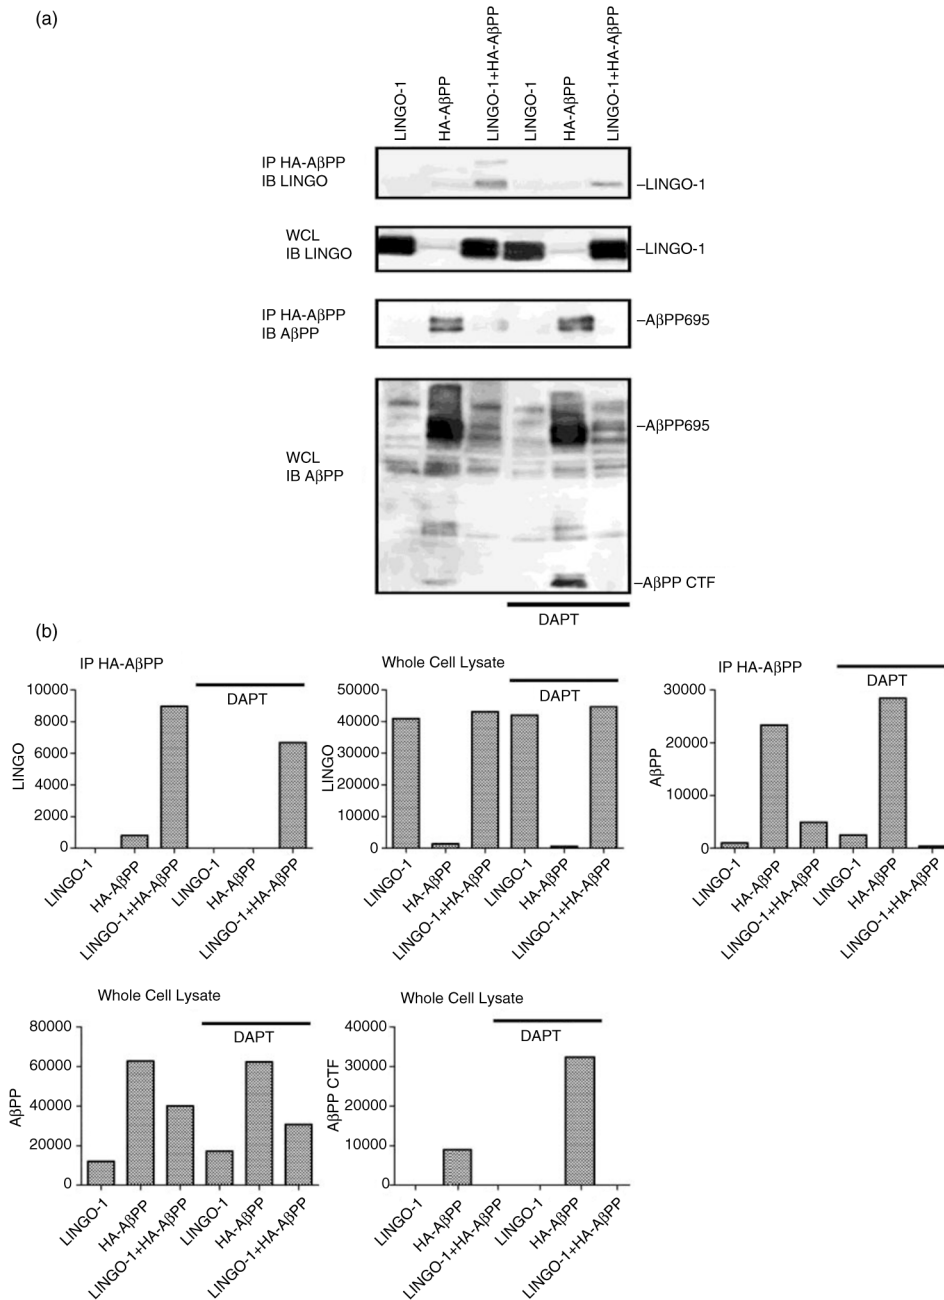 (a)
LINGO-1
HA-AβPP
LINGO-1+HA-AβPP
LINGO-1
HA-AβPP
LINGO-1+HA-AβPP
IP HA-AβPP
IB LINGO
–LINGO-1
WCL
IB LINGO
–LINGO-1
IP HA-AβPP
IB AβPP
–AβPP695
WCL
IB AβPP
–AβPP695
–AβPP CTF
DAPT
(b)
IP HA-AβPP
DAPT
LINGO
10000
8000
6000
4000
2000
0
LINGO-1
HA-AβPP
LINGO-1+HA-AβPP
LINGO-1
HA-AβPP
LINGO-1+HA-AβPP
Whole Cell Lysate
DAPT
LINGO
50000
40000
30000
20000
10000
0
LINGO-1
HA-AβPP
LINGO-1+HA-AβPP
LINGO-1
HA-AβPP
LINGO-1+HA-AβPP
IP HA-AβPP
DAPT
AβPP
30000
20000
10000
0
LINGO-1
HA-AβPP
LINGO-1+HA-AβPP
LINGO-1
HA-AβPP
LINGO-1+HA-AβPP
Whole Cell Lysate
DAPT
AβPP
80000
60000
40000
20000
0
LINGO-1
HA-AβPP
LINGO-1+HA-AβPP
LINGO-1
HA-AβPP
LINGO-1+HA-AβPP
Whole Cell Lysate
DAPT
AβPP CTF
40000
30000
20000
10000
0
LINGO-1
HA-AβPP
LINGO-1+HA-AβPP
LINGO-1
HA-AβPP
LINGO-1+HA-AβPP